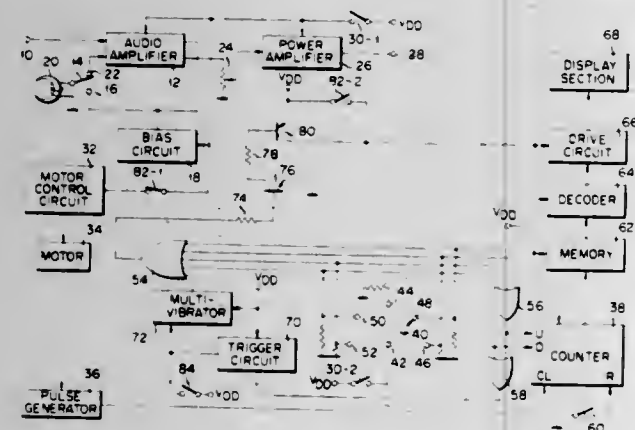 AUDIO AMPLIFIER
POWER AMPLIFIER
30-1
VDD
68
10
20
14
22
16
12
24
26
28
DISPLAY SECTION
VDD
82-2
66
32
BIAS CIRCUIT
80
78
DRIVE CIRCUIT
MOTOR CONTROL CIRCUIT
82-1
18
76
64
DECODER
34
74
VDD
62
MOTOR
MEMORY
54
VDD
44
56
38
MULTI-VIBRATOR
48
50
40
U
D
72
70
TRIGGER CIRCUIT
52
42
46
COUNTER
36
84
VDD
VDD
30-2
58
CL
R
PULSE GENERATOR
60